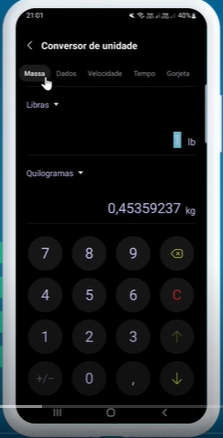 21:01 40%
Conversor de unidade
Massa Dados Velocidade Tempo Gorjeta
Libras
1 lb
Quilogramas
0,45359237 kg
7 8 9
4 5 6 C
1 2 3
+/− 0 ,